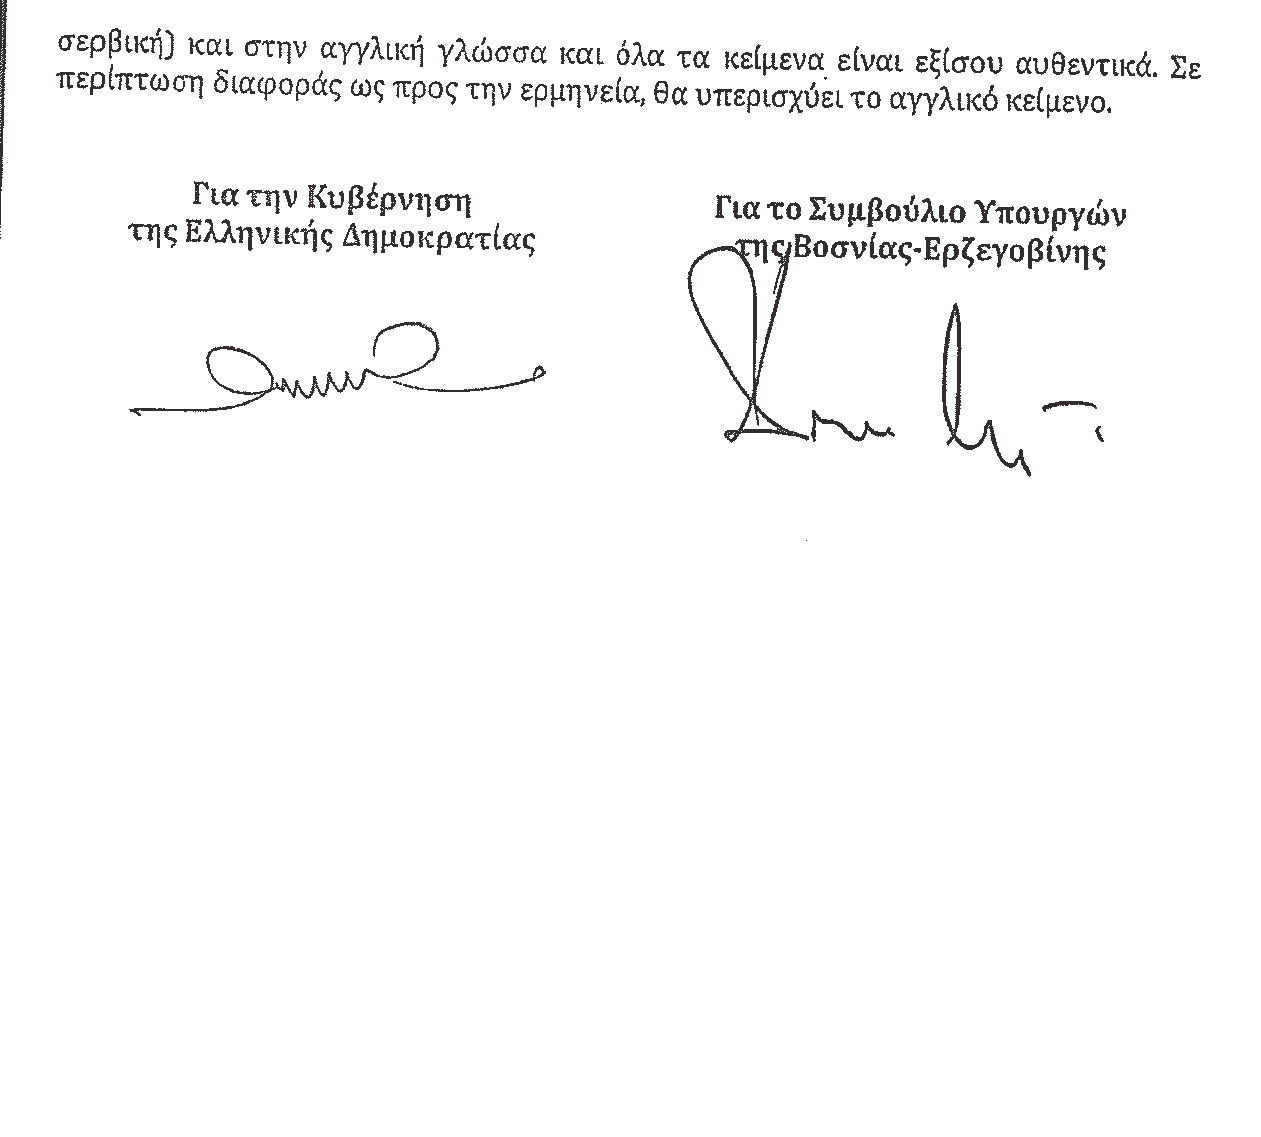 σερβική) και στην αγγλική γλώσσα και όλα τα κείμενα είναι εξίσου αυθεντικά. Σε
περίπτωση διαφοράς ως προς την ερμηνεία, θα υπερισχύει το αγγλικό κείμενο.
Για την Κυβέρνηση
της Ελληνικής Δημοκρατίας
Για το Συμβούλιο Υπουργών
της Βοσνίας-Ερζεγοβίνης